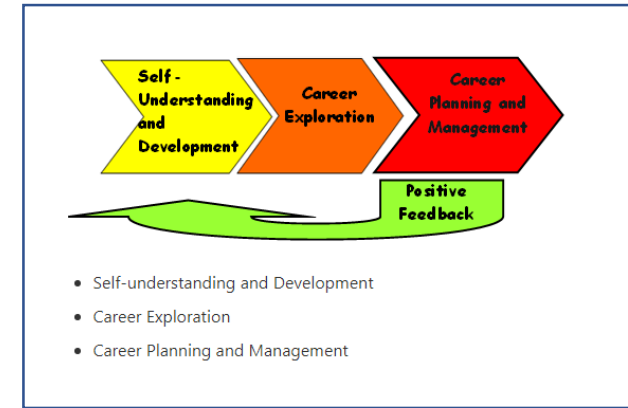 Self -
Understanding
and
Development
Career
Exploration
Career
Planning and
Management
Positive
Feedback
• Self-understanding and Development
• Career Exploration
• Career Planning and Management